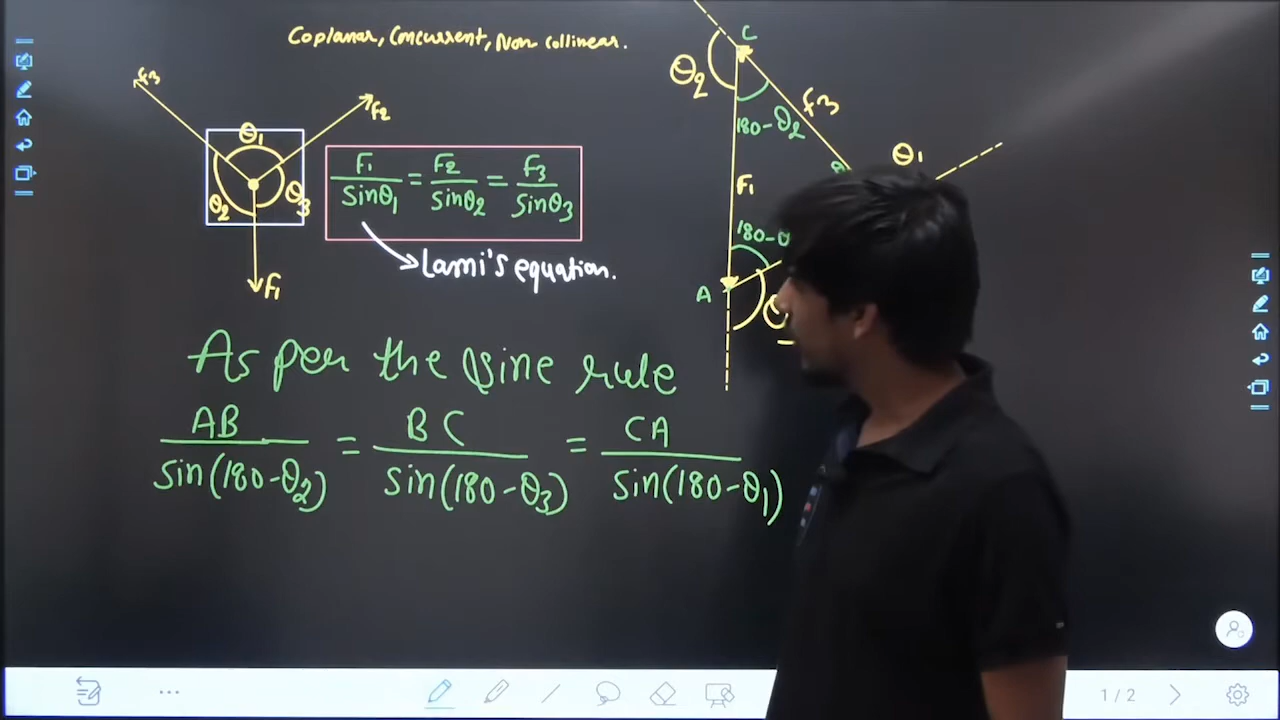 Coplanar, Concurrent, Non collinear.
f3
f2
θ1
θ2
θ3
F1
F1/sinθ1 = F2/sinθ2 = F3/sinθ3
Lami's equation.
C
θ2
180-θ2
f3
θ1
F1
180-θ
A
As per the sine rule
AB/sin(180-θ2) = BC/sin(180-θ3) = CA/sin(180-θ1)
1 / 2